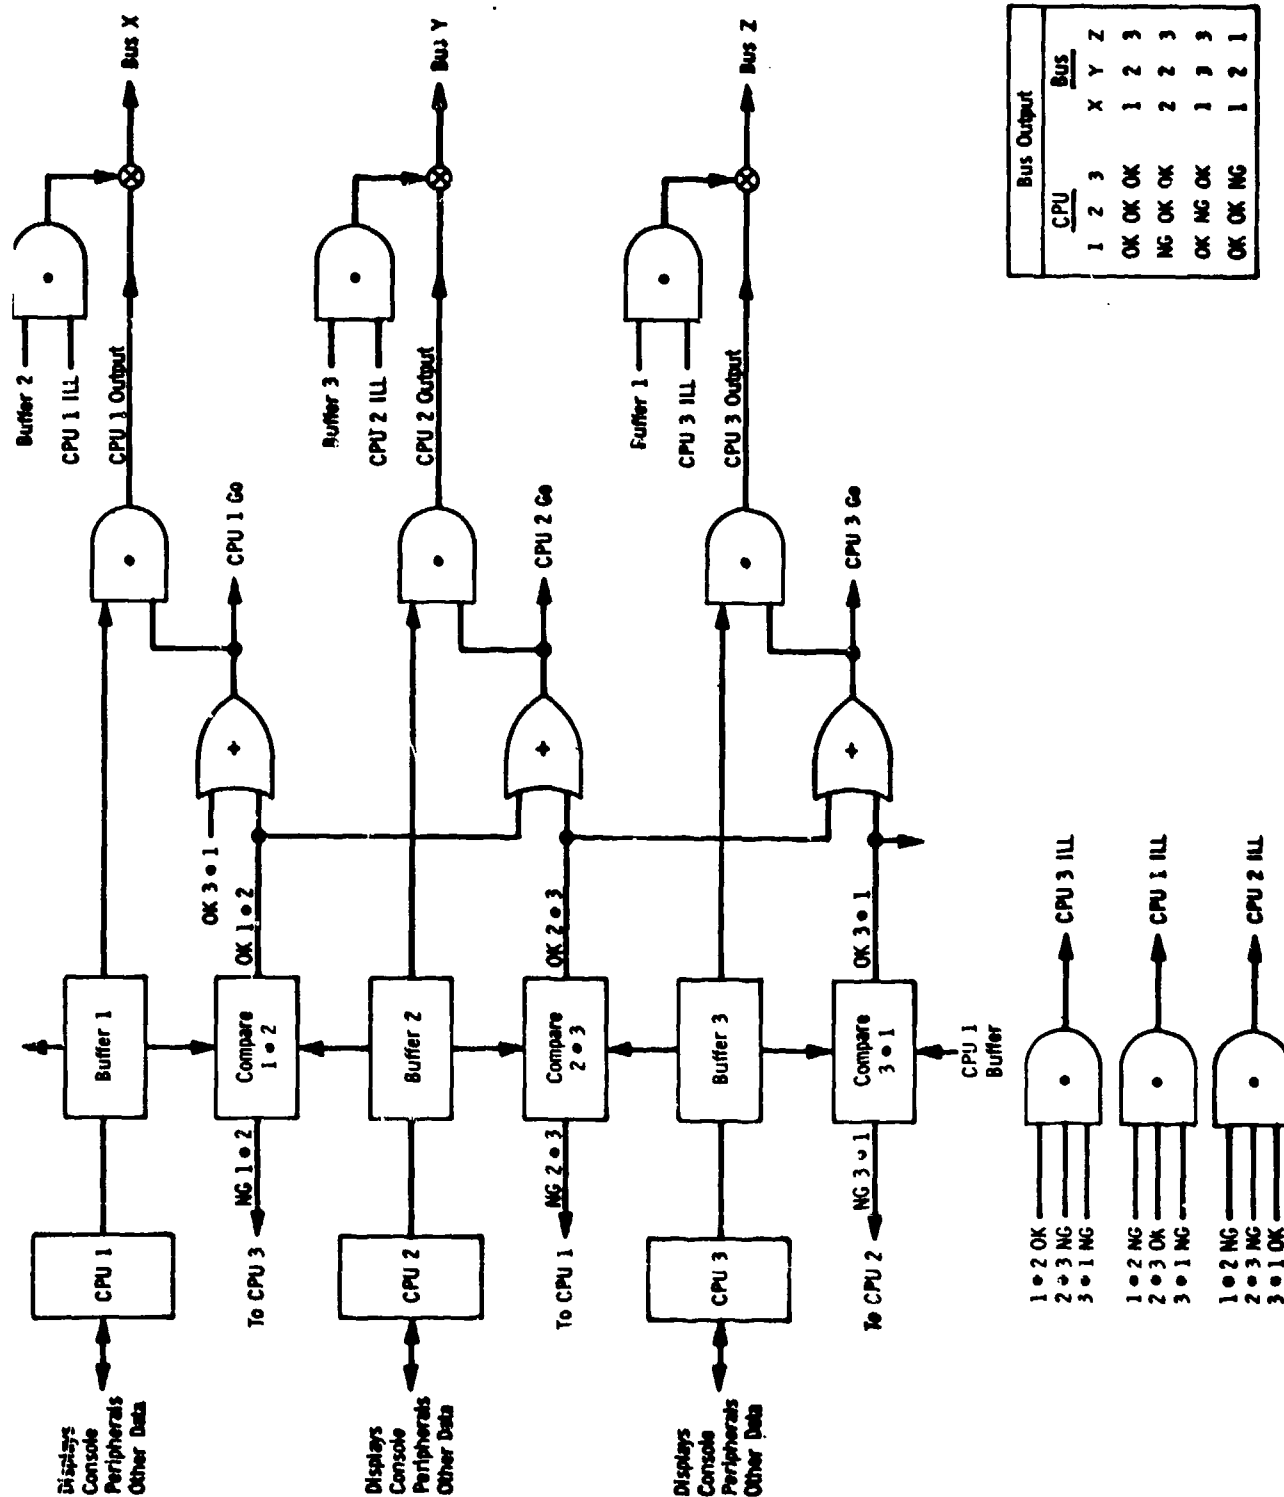 Displays
Console
Peripherals
Other Data
CPU 1
Buffer 1
CPU 1 Output
Buffer 2
CPU 1 ILL
Bus X
To CPU 3
NG 1 • 2
Compare
1 • 2
OK 1 • 2
OK 3 • 1
+
CPU 1 Go
Displays
Console
Peripherals
Other Data
CPU 2
Buffer 2
CPU 2 Output
Buffer 3
CPU 2 ILL
Bus Y
To CPU 1
NG 2 • 3
Compare
2 • 3
OK 2 • 3
+
CPU 2 Go
Displays
Console
Peripherals
Other Data
CPU 3
Buffer 3
CPU 3 Output
Buffer 1
CPU 3 ILL
Bus Z
To CPU 2
NG 3 • 1
Compare
3 • 1
OK 3 • 1
+
CPU 3 Go
CPU 1
Buffer
1 • 2 OK
2 • 3 NG
3 • 1 NG
CPU 3 ILL
1 • 2 NG
2 • 3 OK
3 • 1 NG
CPU 1 ILL
1 • 2 NG
2 • 3 NG
3 • 1 OK
CPU 2 ILL
Bus Output
CPU Bus
1 2 3 X Y Z
OK OK OK 1 2 3
NG OK OK 2 2 3
OK NG OK 1 3 3
OK OK NG 1 2 1